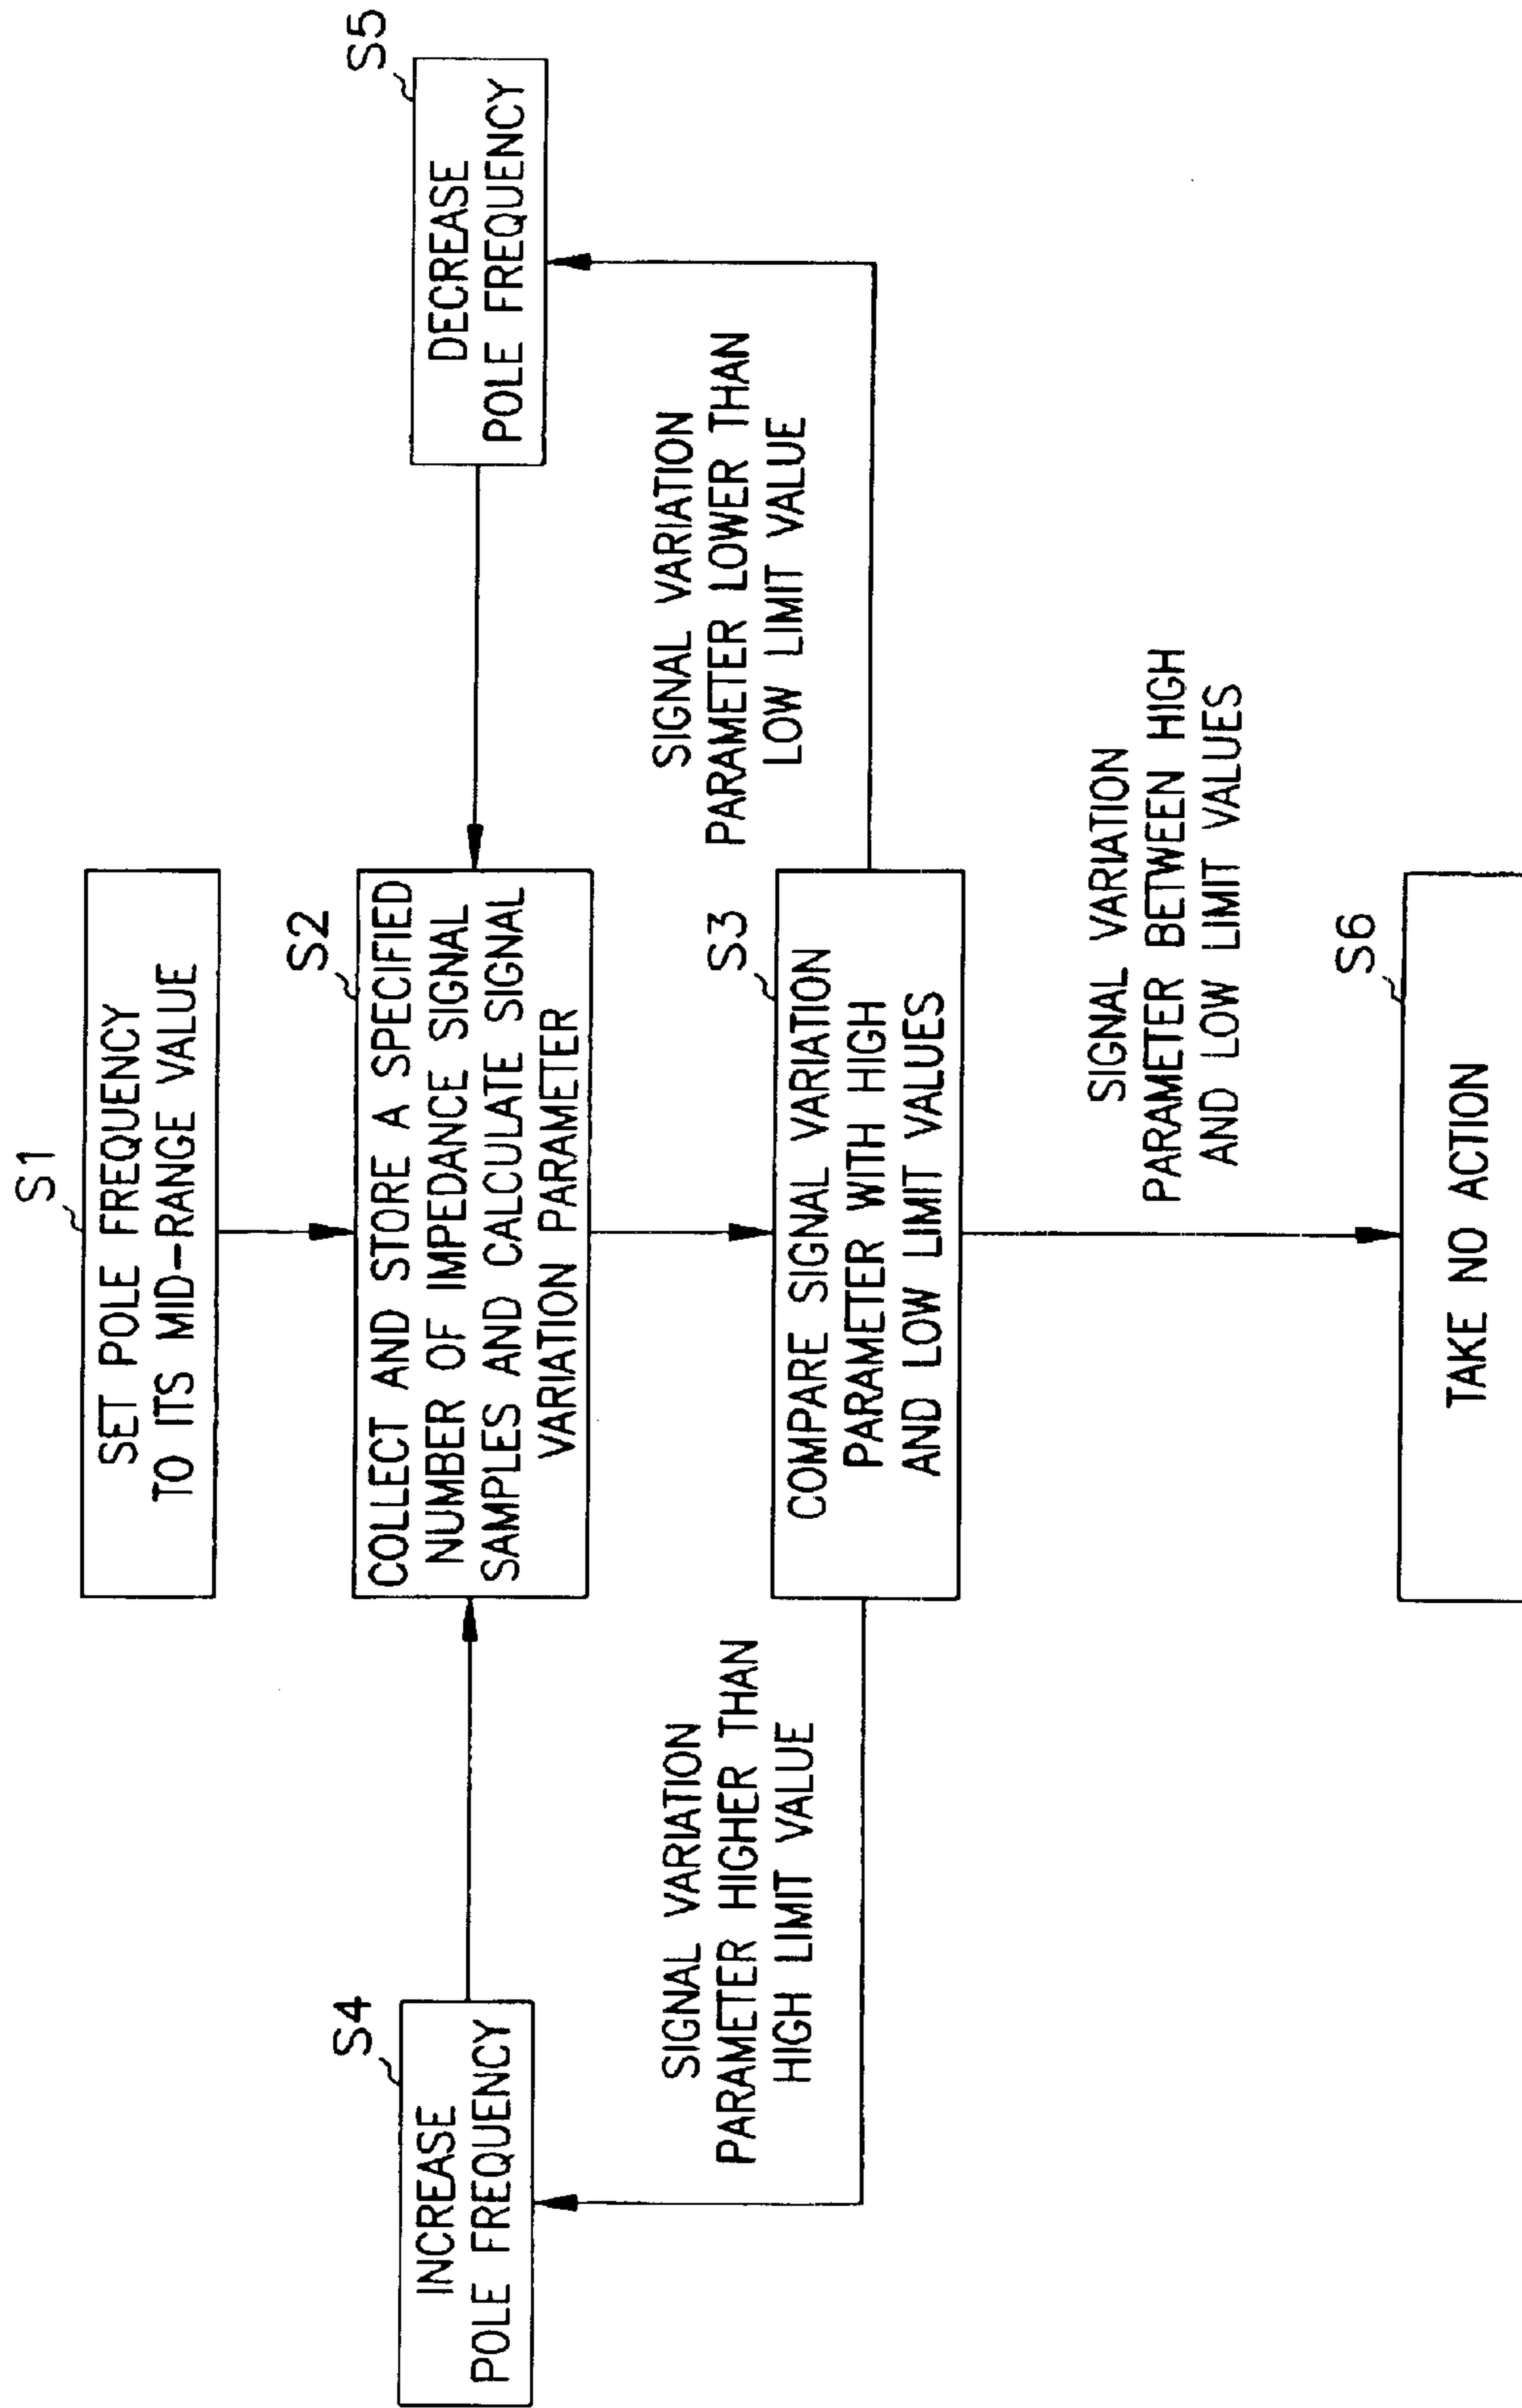 S1
SET POLE FREQUENCY
TO ITS MID-RANGE VALUE
S2
COLLECT AND STORE A SPECIFIED
NUMBER OF IMPEDANCE SIGNAL
SAMPLES AND CALCULATE SIGNAL
VARIATION PARAMETER
S3
COMPARE SIGNAL VARIATION
PARAMETER WITH HIGH
AND LOW LIMIT VALUES
SIGNAL VARIATION
PARAMETER HIGHER THAN
HIGH LIMIT VALUE
S4
INCREASE
POLE FREQUENCY
SIGNAL VARIATION
PARAMETER LOWER THAN
LOW LIMIT VALUE
S5
DECREASE
POLE FREQUENCY
SIGNAL VARIATION
PARAMETER BETWEEN HIGH
AND LOW LIMIT VALUES
S6
TAKE NO ACTION